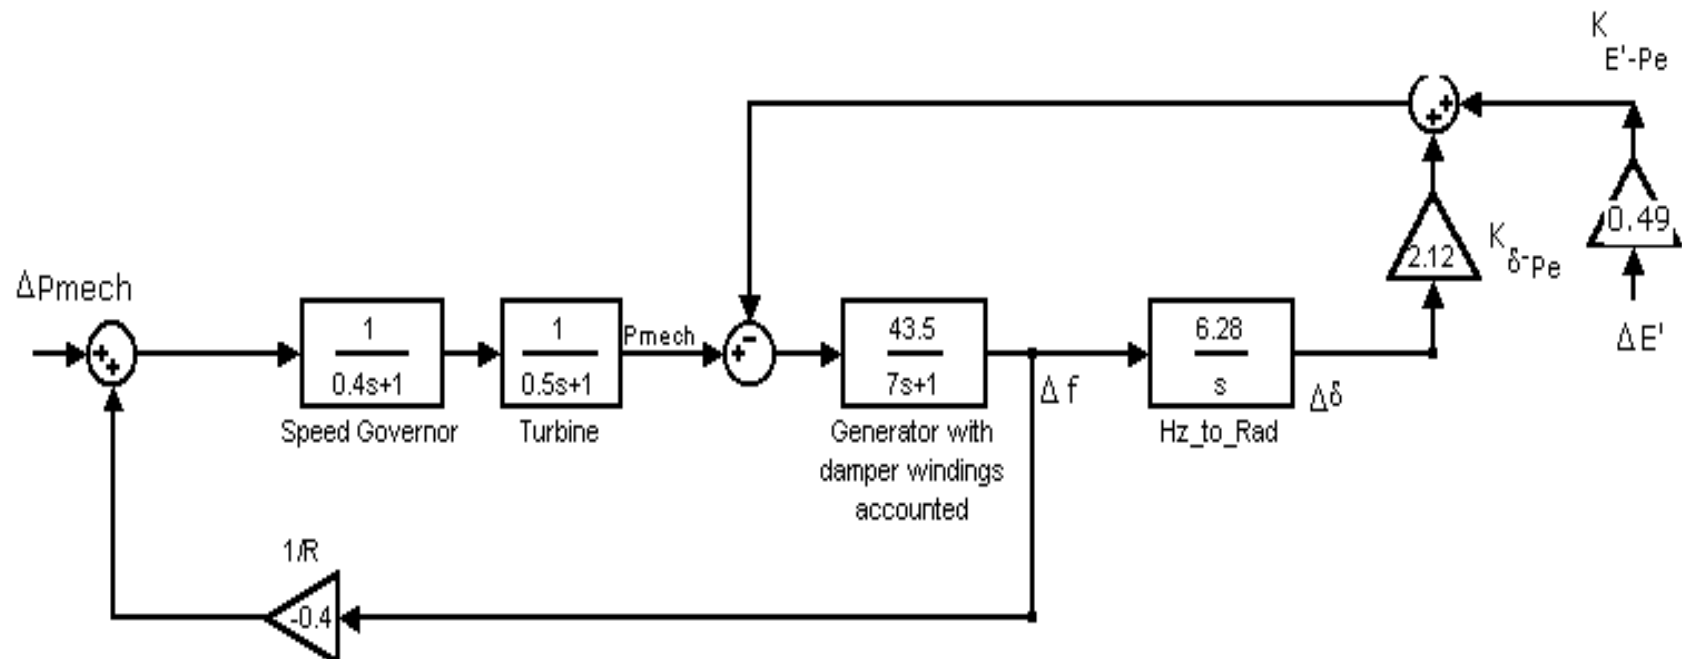 K
E'-Pe
0.49
2.12
K
δ-Pe
ΔE'
ΔPmech
+
+
1
0.4s+1
Speed Governor
1
0.5s+1
Turbine
Pmech
+
-
43.5
7s+1
Generator with
damper windings
accounted
Δf
6.28
s
Hz_to_Rad
Δδ
+
+
1/R
-0.4